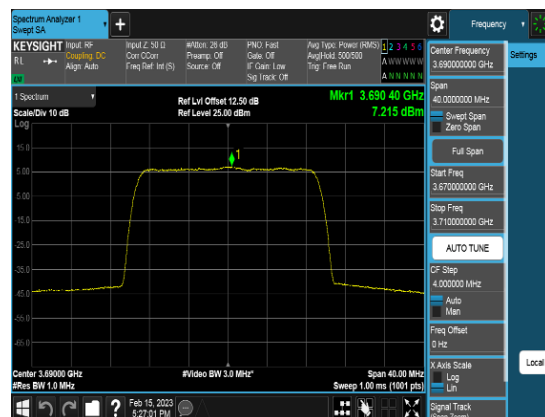 Spectrum Analyzer 1
Swept SA
+
Frequency
KEYSIGHT
Input: RF
Input Z: 50 Ω
#Atten: 26 dB
PNO: Fast
Avg Type: Power (RMS)
1 2 3 4 5 6
RL
Coupling: DC
Corr CCorr
Preamp: Off
Gate: Off
Avg|Hold: 500/500
A W W W W W
Align: Auto
Freq Ref: Int (S)
Source: Off
IF Gain: Low
Trig: Free Run
Sig Track: Off
A N N N N N
1 Spectrum
Ref Lvl Offset 12.50 dB
Mkr1 3.690 40 GHz
Scale/Div 10 dB
Ref Level 25.00 dBm
7.215 dBm
Log
15.0
1
5.00
-5.00
-15.0
-25.0
-35.0
-45.0
-55.0
-65.0
Center 3.69000 GHz
#Video BW 3.0 MHz*
Span 40.00 MHz
#Res BW 1.0 MHz
Sweep 1.00 ms (1001 pts)
Feb 15, 2023
5:27:01 PM
?
Center Frequency
3.690000000 GHz
Settings
Span
40.0000000 MHz
Swept Span
Zero Span
Full Span
Start Freq
3.670000000 GHz
Stop Freq
3.710000000 GHz
AUTO TUNE
CF Step
4.000000 MHz
Auto
Man
Freq Offset
0 Hz
X Axis Scale
Log
Lin
Local
Signal Track
(Span Zoom)